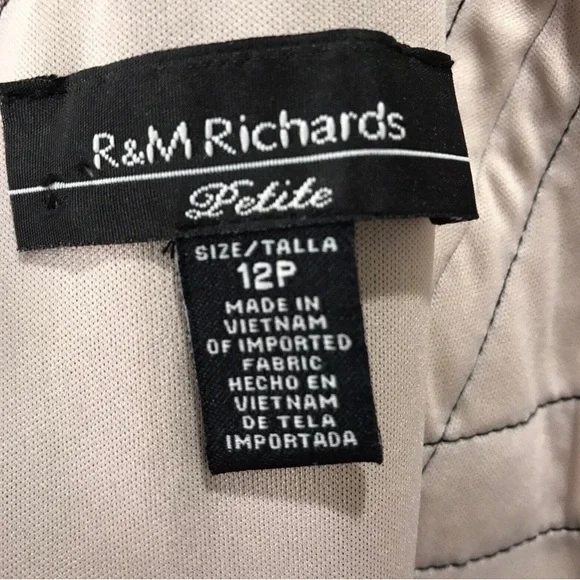 R&M Richards
Petite
SIZE/TALLA
12P
MADE IN
VIETNAM
OF IMPORTED
FABRIC
HECHO EN
VIETNAM
DE TELA
IMPORTADA